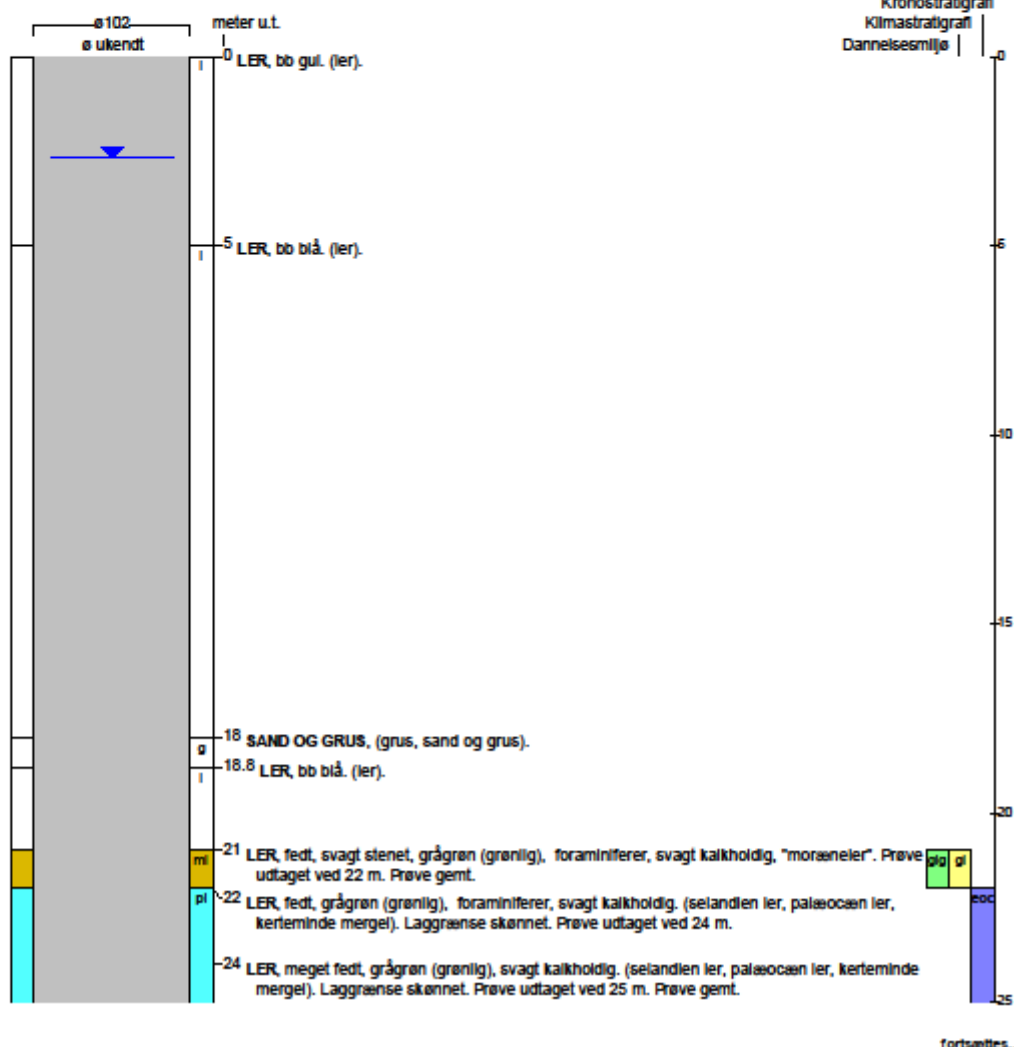 Kronostratigrafi
ø102 meter u.t. Klimastratigrafi
ø ukendt Dannelsesmiljø
l 0 LER, bb gul. (ler). 0
l 5 LER, bb blå. (ler). 5
10
15
g 18 SAND OG GRUS, (grus, sand og grus).
l 18.8 LER, bb blå. (ler).
20
ml 21 LER, fedt, svagt stenet, grågrøn (grønlig), foraminiferer, svagt kalkholdig, "moræneler". Prøve glg gl
udtaget ved 22 m. Prøve gemt.
pl 22 LER, fedt, grågrøn (grønlig), foraminiferer, svagt kalkholdig. (selandien ler, palæocæn ler, eoc
kerteminde mergel). Laggrænse skønnet. Prøve udtaget ved 24 m.
24 LER, meget fedt, grågrøn (grønlig), svagt kalkholdig. (selandien ler, palæocæn ler, kerteminde
mergel). Laggrænse skønnet. Prøve udtaget ved 25 m. Prøve gemt.
25
fortsættes..